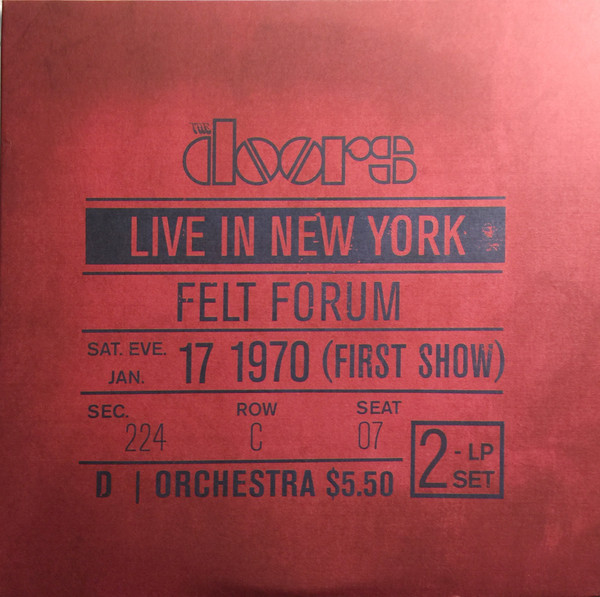 THE
doors
LIVE IN NEW YORK
FELT FORUM
SAT. EVE.
JAN.
17 1970 (FIRST SHOW)
SEC. ROW SEAT
224 C 07
D | ORCHESTRA $5.50
2 - LP
SET